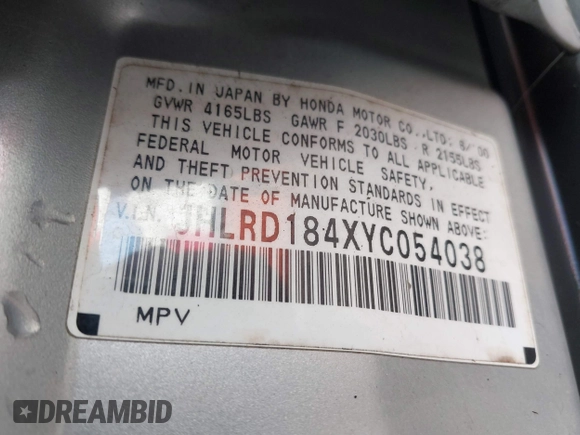 MFD. IN JAPAN BY HONDA MOTOR CO., LTD. 6/00
GVWR 4165LBS GAWR F 2030LBS R 2155LBS
THIS VEHICLE CONFORMS TO ALL APPLICABLE
FEDERAL MOTOR VEHICLE SAFETY,
AND THEFT PREVENTION STANDARDS IN EFFECT
ON THE DATE OF MANUFACTURE SHOWN ABOVE:
V.I.N. JHLRD184XYC054038
MPV
DREAMBID